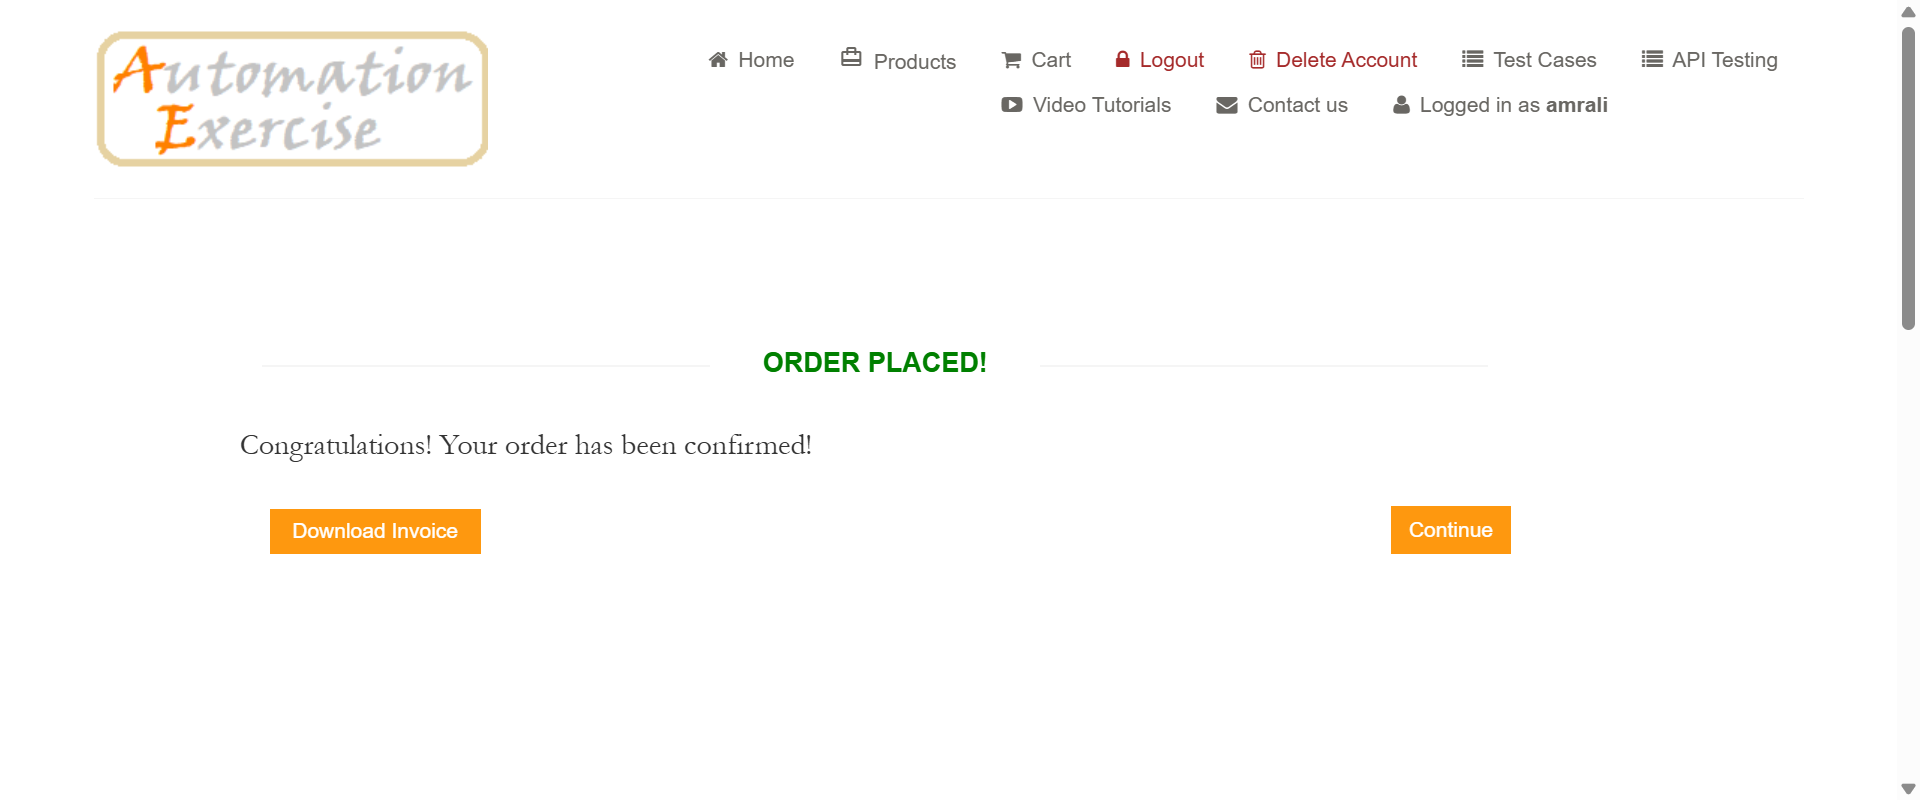 Automation
Exercise
Home Products Cart Logout Delete Account Test Cases API Testing
Video Tutorials Contact us Logged in as amrali
ORDER PLACED!
Congratulations! Your order has been confirmed!
Download Invoice Continue